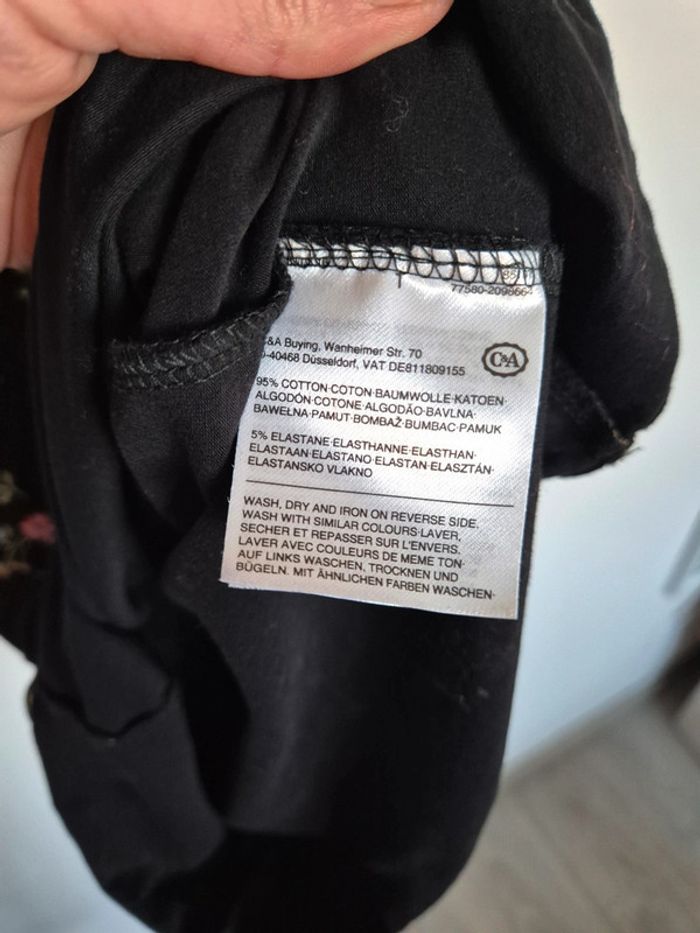 77580-2098664
C&A Buying, Wanheimer Str. 70
-40468 Düsseldorf, VAT DE811809155
C&A
95% COTTON·COTON·BAUMWOLLE·KATOEN·
ALGODÓN·COTONE·ALGODÃO·BAVLNA·
BAWEŁNA·PAMUT·BOMBAŽ·BUMBAC·PAMUK
5% ELASTANE·ELASTHANNE·ELASTHAN·
ELASTAAN·ELASTANO·ELASTAN·ELASZTÁN·
ELASTANSKO VLAKNO
WASH, DRY AND IRON ON REVERSE SIDE,
WASH WITH SIMILAR COLOURS·LAVER,
SECHER ET REPASSER SUR L'ENVERS.
LAVER AVEC COULEURS DE MEME TON·
AUF LINKS WASCHEN, TROCKNEN UND
BÜGELN. MIT ÄHNLICHEN FARBEN WASCHEN·